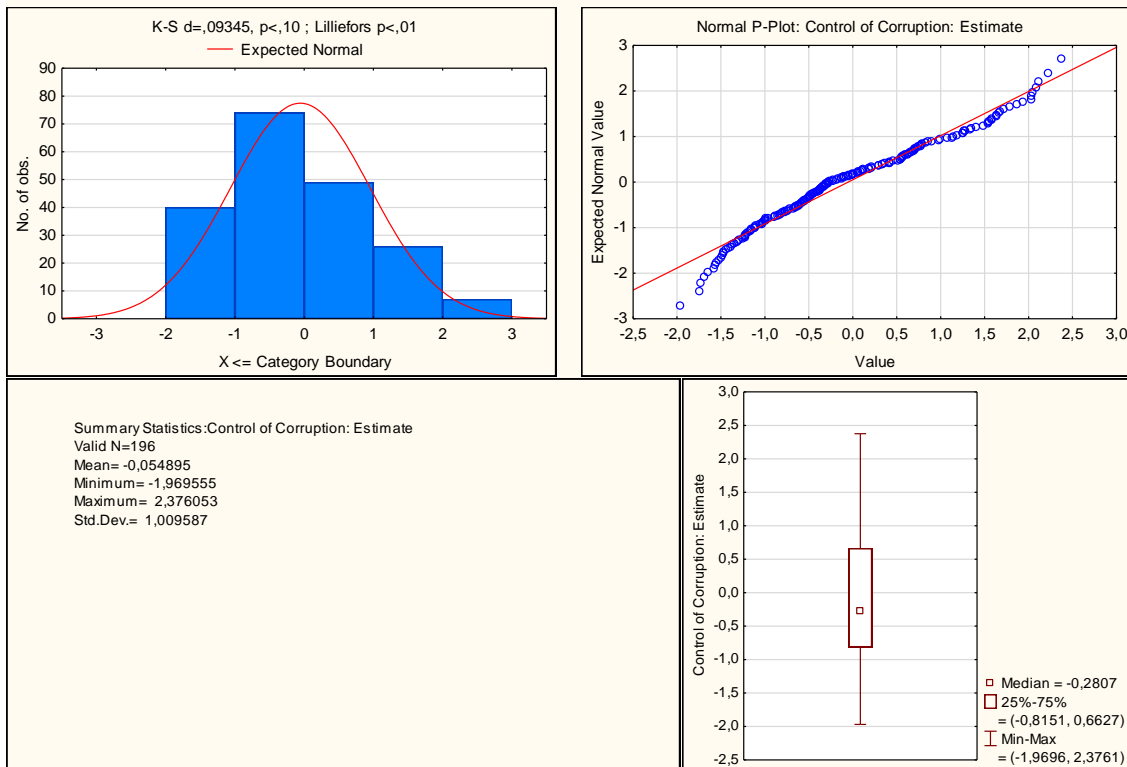 K-S d=,09345, p<,10 ; Lilliefors p<,01
Expected Normal
90
80
70
60
50
40
30
20
10
0
No. of obs.
-3 -2 -1 0 1 2 3
X <= Category Boundary
Normal P-Plot: Control of Corruption: Estimate
3
2
1
0
-1
-2
-3
Expected Normal Value
-2,5 -2,0 -1,5 -1,0 -0,5 0,0 0,5 1,0 1,5 2,0 2,5 3,0
Value
Summary Statistics:Control of Corruption: Estimate
Valid N=196
Mean= -0,054895
Minimum= -1,969555
Maximum= 2,376053
Std.Dev.= 1,009587
3,0
2,5
2,0
1,5
1,0
0,5
0,0
-0,5
-1,0
-1,5
-2,0
-2,5
Control of Corruption: Estimate
Median = -0,2807
25%-75%
= (-0,8151, 0,6627)
Min-Max
= (-1,9696, 2,3761)